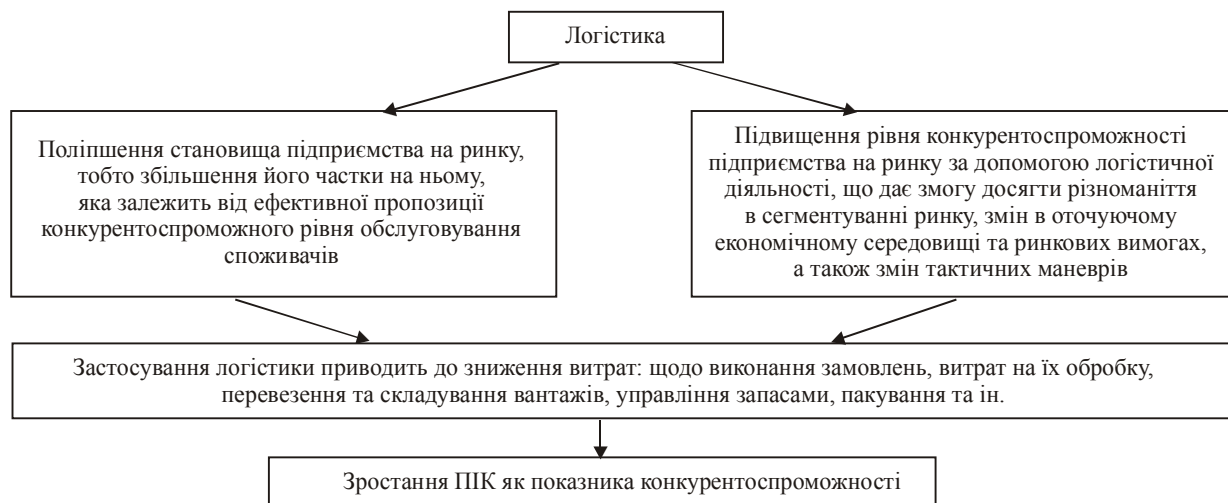 Логістика
Поліпшення становища підприємства на ринку,
тобто збільшення його частки на ньому,
яка залежить від ефективної пропозиції
конкурентоспроможного рівня обслуговування
споживачів
Підвищення рівня конкурентоспроможності
підприємства на ринку за допомогою логістичної
діяльності, що дає змогу досягти різноманіття
в сегментуванні ринку, змін в оточуючому
економічному середовищі та ринкових вимогах,
а також змін тактичних маневрів
Застосування логістики приводить до зниження витрат: щодо виконання замовлень, витрат на їх обробку,
перевезення та складування вантажів, управління запасами, пакування та ін.
Зростання ПІК як показника конкурентоспроможності